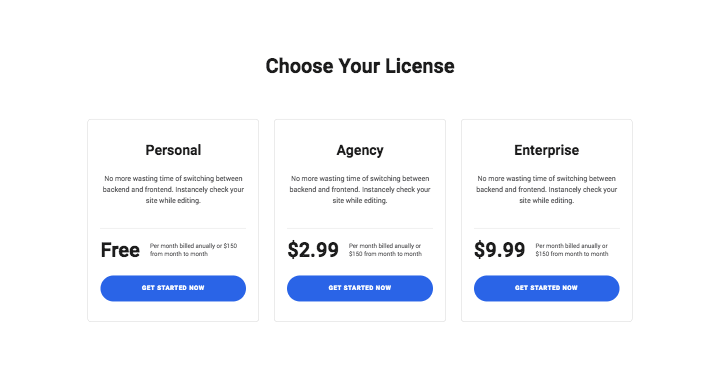 Choose Your License
Personal
No more wasting time of switching between
backend and frontend. Instancely check your
site while editing.
Free
Per month billed annually or $150
from month to month
GET STARTED NOW
Agency
No more wasting time of switching between
backend and frontend. Instancely check your
site while editing.
$2.99
Per month billed annually or
$150 from month to month
GET STARTED NOW
Enterprise
No more wasting time of switching between
backend and frontend. Instancely check your
site while editing.
$9.99
Per month billed annually or
$150 from month to month
GET STARTED NOW